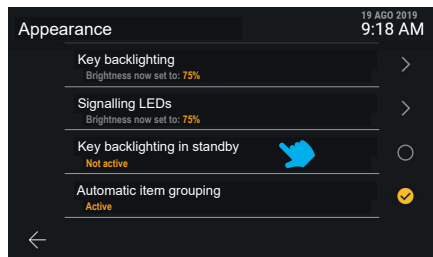 19 AGO 2019
Appearance
9:18 AM
Key backlighting
Brightness now set to: 75%
Signalling LEDs
Brightness now set to: 75%
Key backlighting in standby
Not active
Automatic item grouping
Active